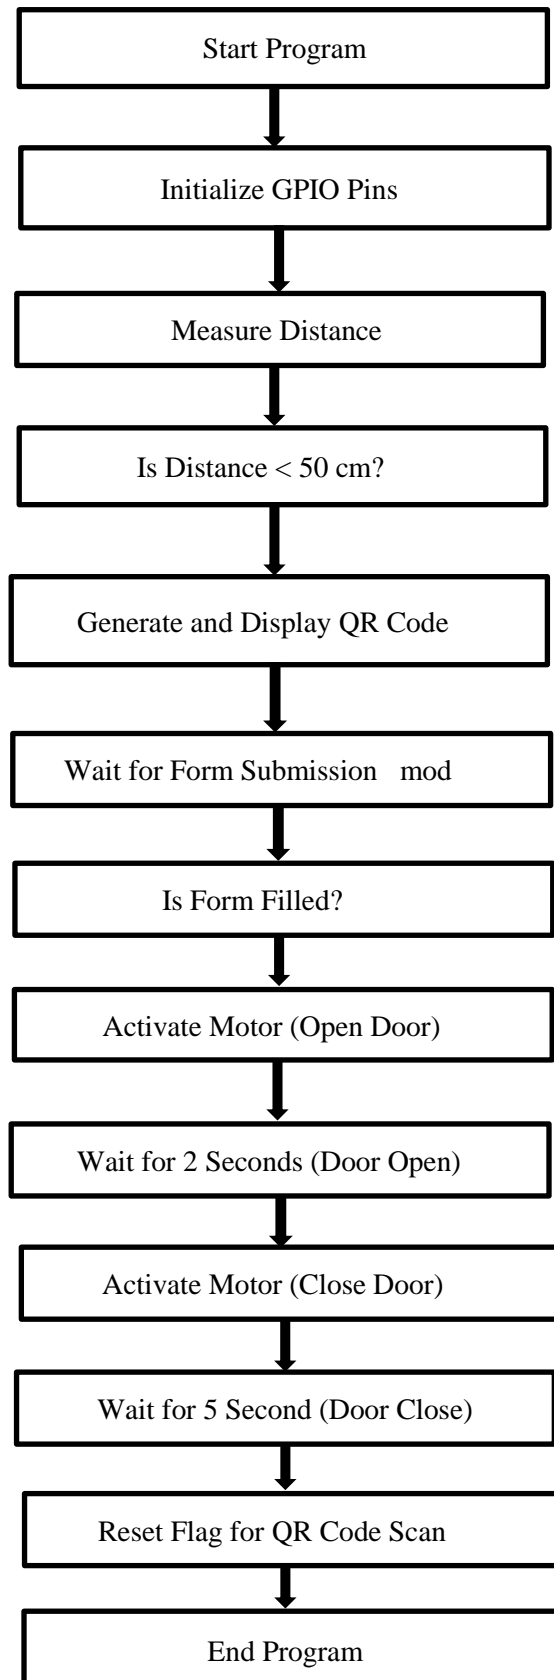 Start Program
Initialize GPIO Pins
Measure Distance
Is Distance < 50 cm?
Generate and Display QR Code
Wait for Form Submission mod
Is Form Filled?
Activate Motor (Open Door)
Wait for 2 Seconds (Door Open)
Activate Motor (Close Door)
Wait for 5 Second (Door Close)
Reset Flag for QR Code Scan
End Program